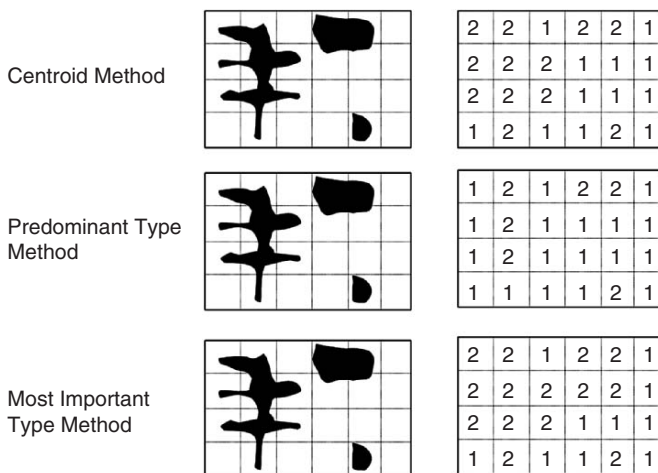 2 2 1 2 2 1
Centroid Method
2 2 2 1 1 1
2 2 2 1 1 1
1 2 1 1 2 1
1 2 1 2 2 1
Predominant Type
Method
1 2 1 1 1 1
1 2 1 1 1 1
1 1 1 1 2 1
2 2 1 2 2 1
Most Important
Type Method
2 2 2 2 2 1
2 2 2 1 1 1
1 2 1 1 2 1